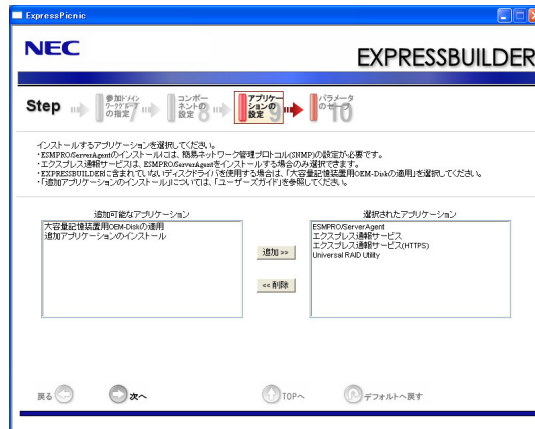 ExpressPicnic
NEC
EXPRESSBUILDER
Step
参加ドメイン
ワークグループ
の指定 7
コンポー
ネントの
設定 8
アプリケー
ションの
設定 9
パラメータ
のセーブ 10
インストールするアプリケーションを選択してください。
・ESMPRO/ServerAgentのインストールには、簡易ネットワーク管理プロトコル(SNMP)の設定が必要です。
・エクスプレス通報サービスは、ESMPRO/ServerAgentをインストールする場合のみ選択できます。
・EXPRESSBUILDERに含まれていないディスクドライバを使用する場合は、「大容量記憶装置用OEM-Diskの適用」を選択してください。
・「追加アプリケーションのインストール」については、「ユーザーズガイド」を参照してください。
追加可能なアプリケーション
選択されたアプリケーション
大容量記憶装置用OEM-Diskの適用
追加アプリケーションのインストール
追加 >>
<< 削除
ESMPRO/ServerAgent
エクスプレス通報サービス
エクスプレス通報サービス(HTTPS)
Universal RAID Utility
戻る
次へ
TOPへ
デフォルトへ戻す